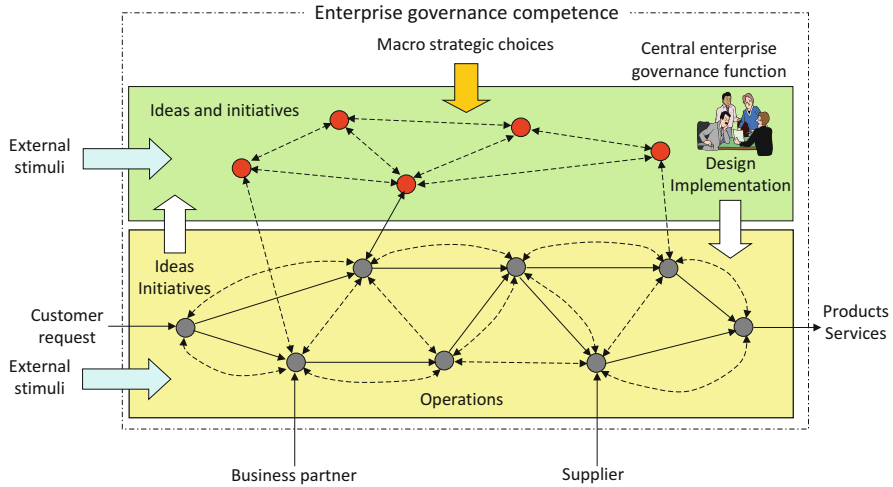 Enterprise governance competence
Macro strategic choices
Central enterprise
governance function
Ideas and initiatives
External
stimuli
Design
Implementation
Ideas
Initiatives
Customer
request
Products
Services
External
stimuli
Operations
Business partner
Supplier